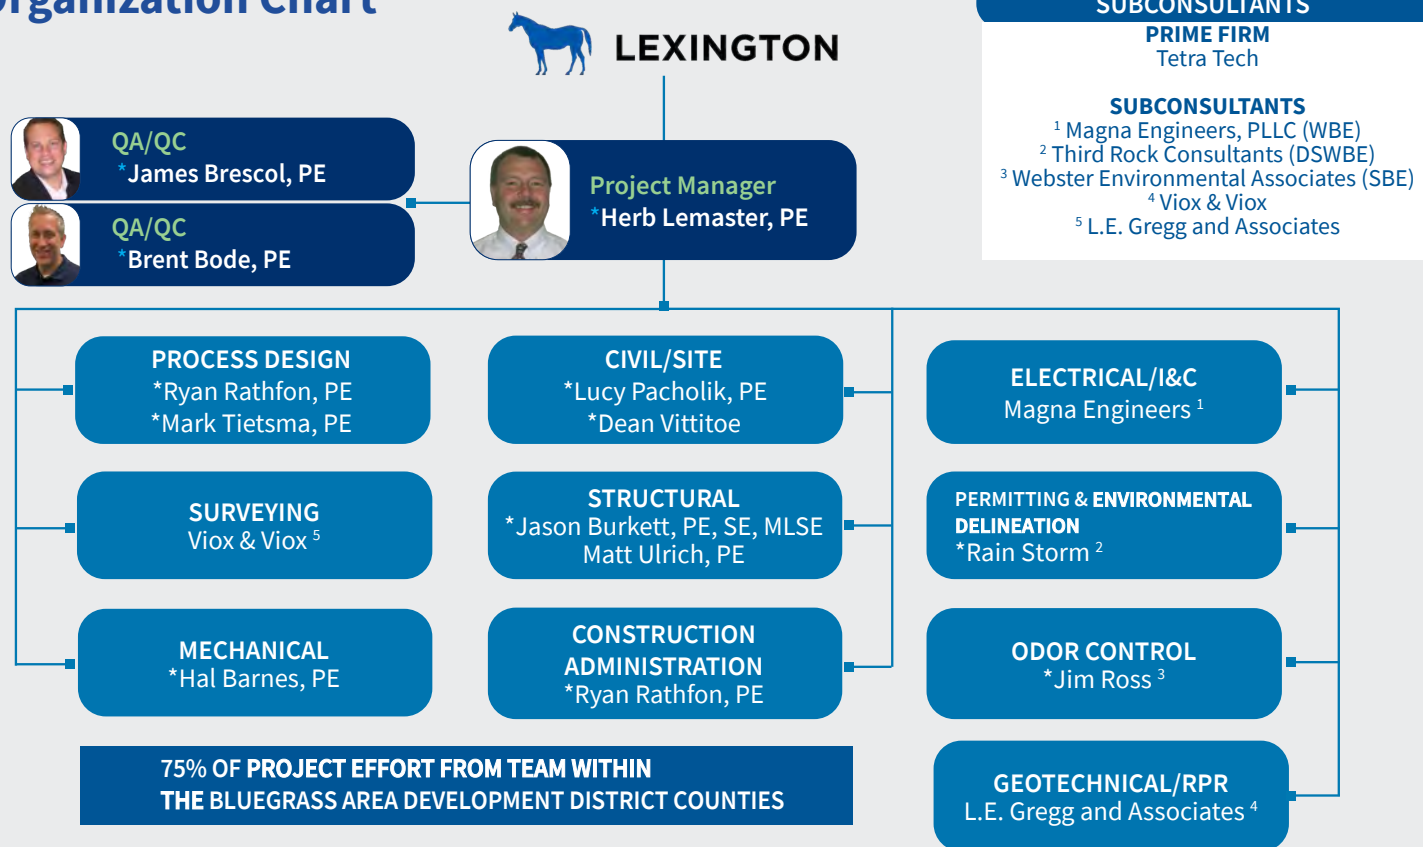 Organization Chart
LEXINGTON
SUBCONSULTANTS
PRIME FIRM
Tetra Tech
SUBCONSULTANTS
1 Magna Engineers, PLLC (WBE)
2 Third Rock Consultants (DSWBE)
3 Webster Environmental Associates (SBE)
4 Viox & Viox
5 L.E. Gregg and Associates
QA/QC
*James Brescol, PE
QA/QC
*Brent Bode, PE
Project Manager
*Herb Lemaster, PE
PROCESS DESIGN
*Ryan Rathfon, PE
*Mark Tietsma, PE
SURVEYING
Viox & Viox 5
MECHANICAL
*Hal Barnes, PE
CIVIL/SITE
*Lucy Pacholik, PE
*Dean Vittitoe
STRUCTURAL
*Jason Burkett, PE, SE, MLSE
Matt Ulrich, PE
CONSTRUCTION
ADMINISTRATION
*Ryan Rathfon, PE
ELECTRICAL/I&C
Magna Engineers 1
PERMITTING & ENVIRONMENTAL
DELINEATION
*Rain Storm 2
ODOR CONTROL
*Jim Ross 3
GEOTECHNICAL/RPR
L.E. Gregg and Associates 4
75% OF PROJECT EFFORT FROM TEAM WITHIN
THE BLUEGRASS AREA DEVELOPMENT DISTRICT COUNTIES